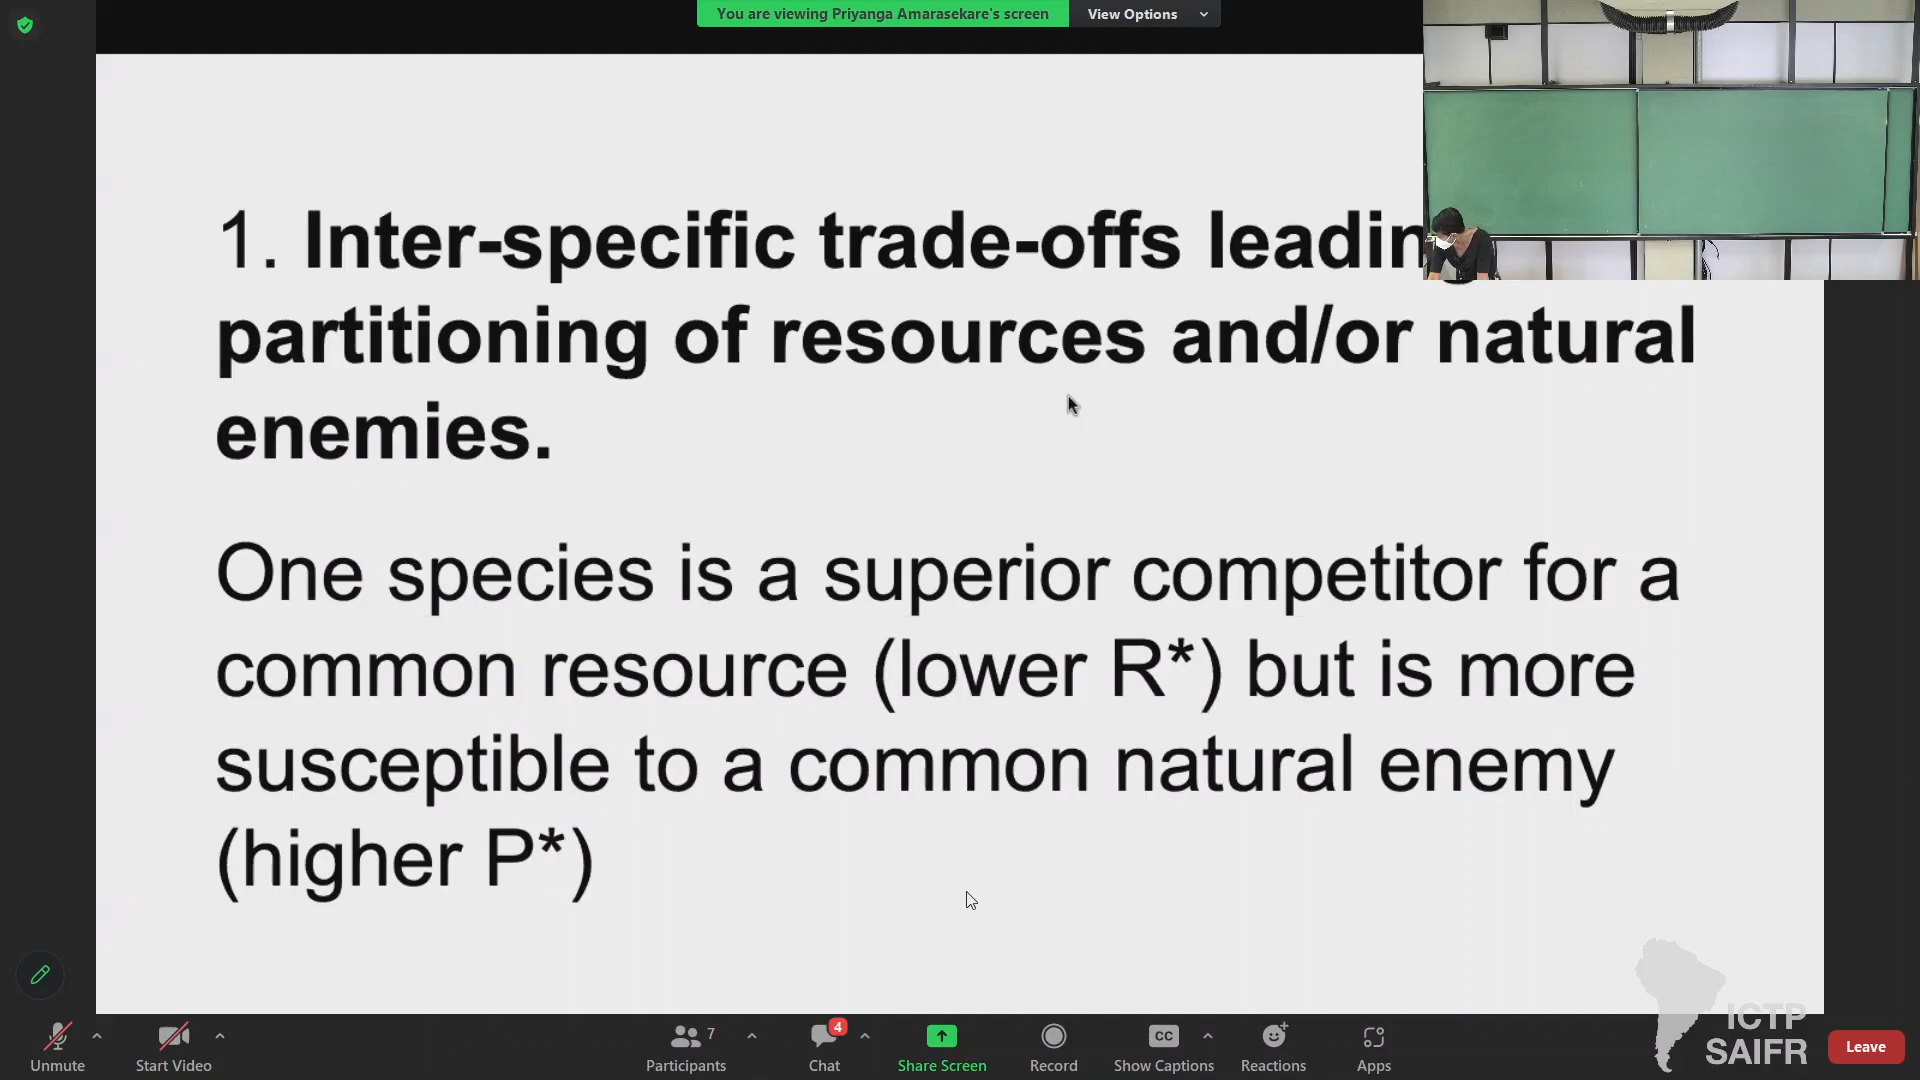 You are viewing Priyanga Amarasekare's screen
View Options
1. Inter-specific trade-offs leadin
partitioning of resources and/or natural
enemies.
One species is a superior competitor for a
common resource (lower R*) but is more
susceptible to a common natural enemy
(higher P*)
ICTP
SAIFR
Unmute
Start Video
7
Participants
4
Chat
Share Screen
Record
CC
Show Captions
Reactions
Apps
Leave